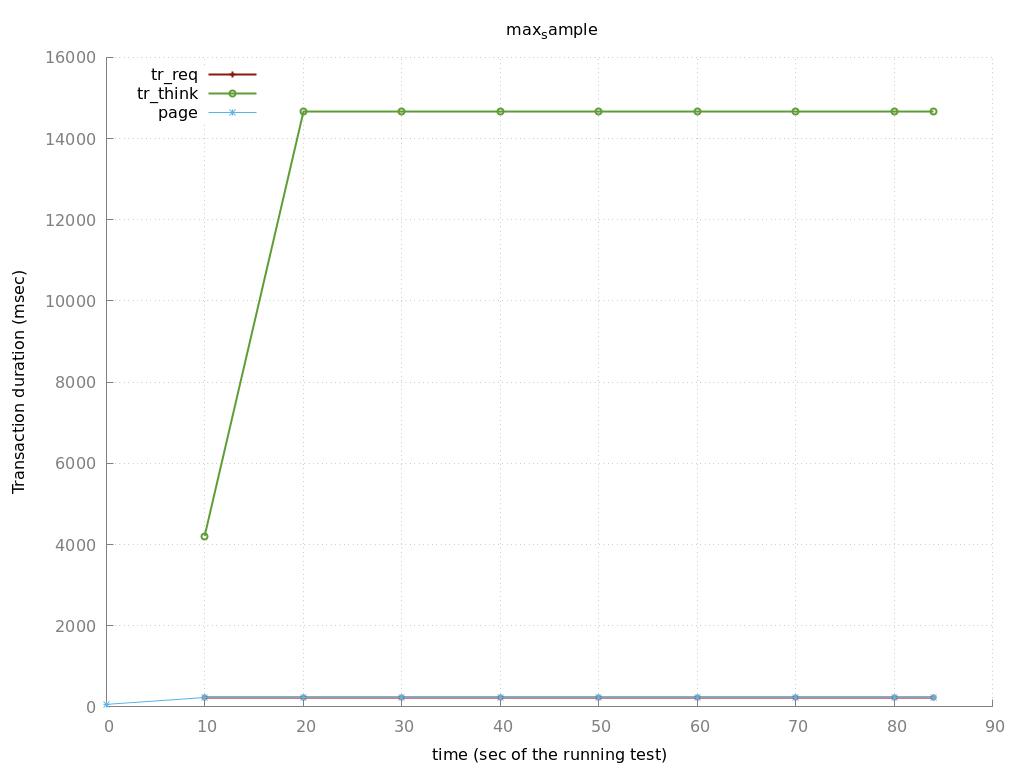 max_sample
16000
14000
12000
10000
8000
6000
4000
2000
0
tr_req
tr_think
page
Transaction duration (msec)
0 10 20 30 40 50 60 70 80 90
time (sec of the running test)